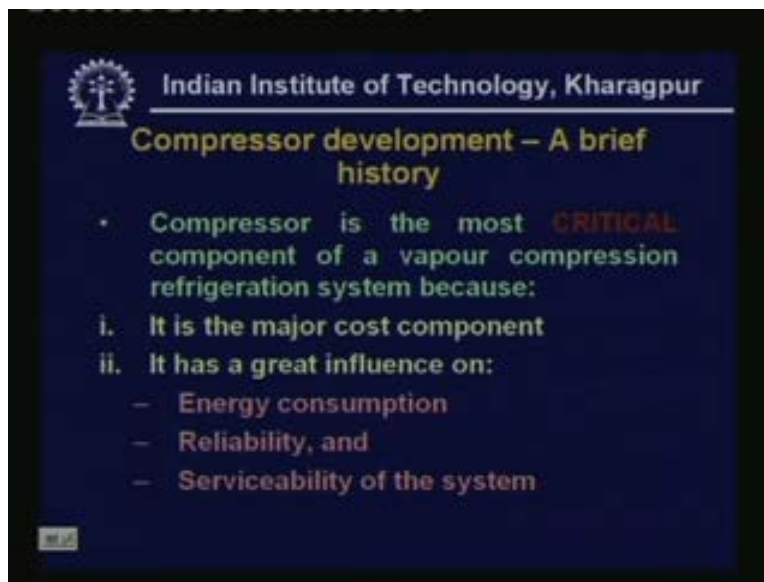 Indian Institute of Technology, Kharagpur
Compressor development – A brief
history
• Compressor is the most CRITICAL
component of a vapour compression
refrigeration system because:
i. It is the major cost component
ii. It has a great influence on:
– Energy consumption
– Reliability, and
– Serviceability of the system